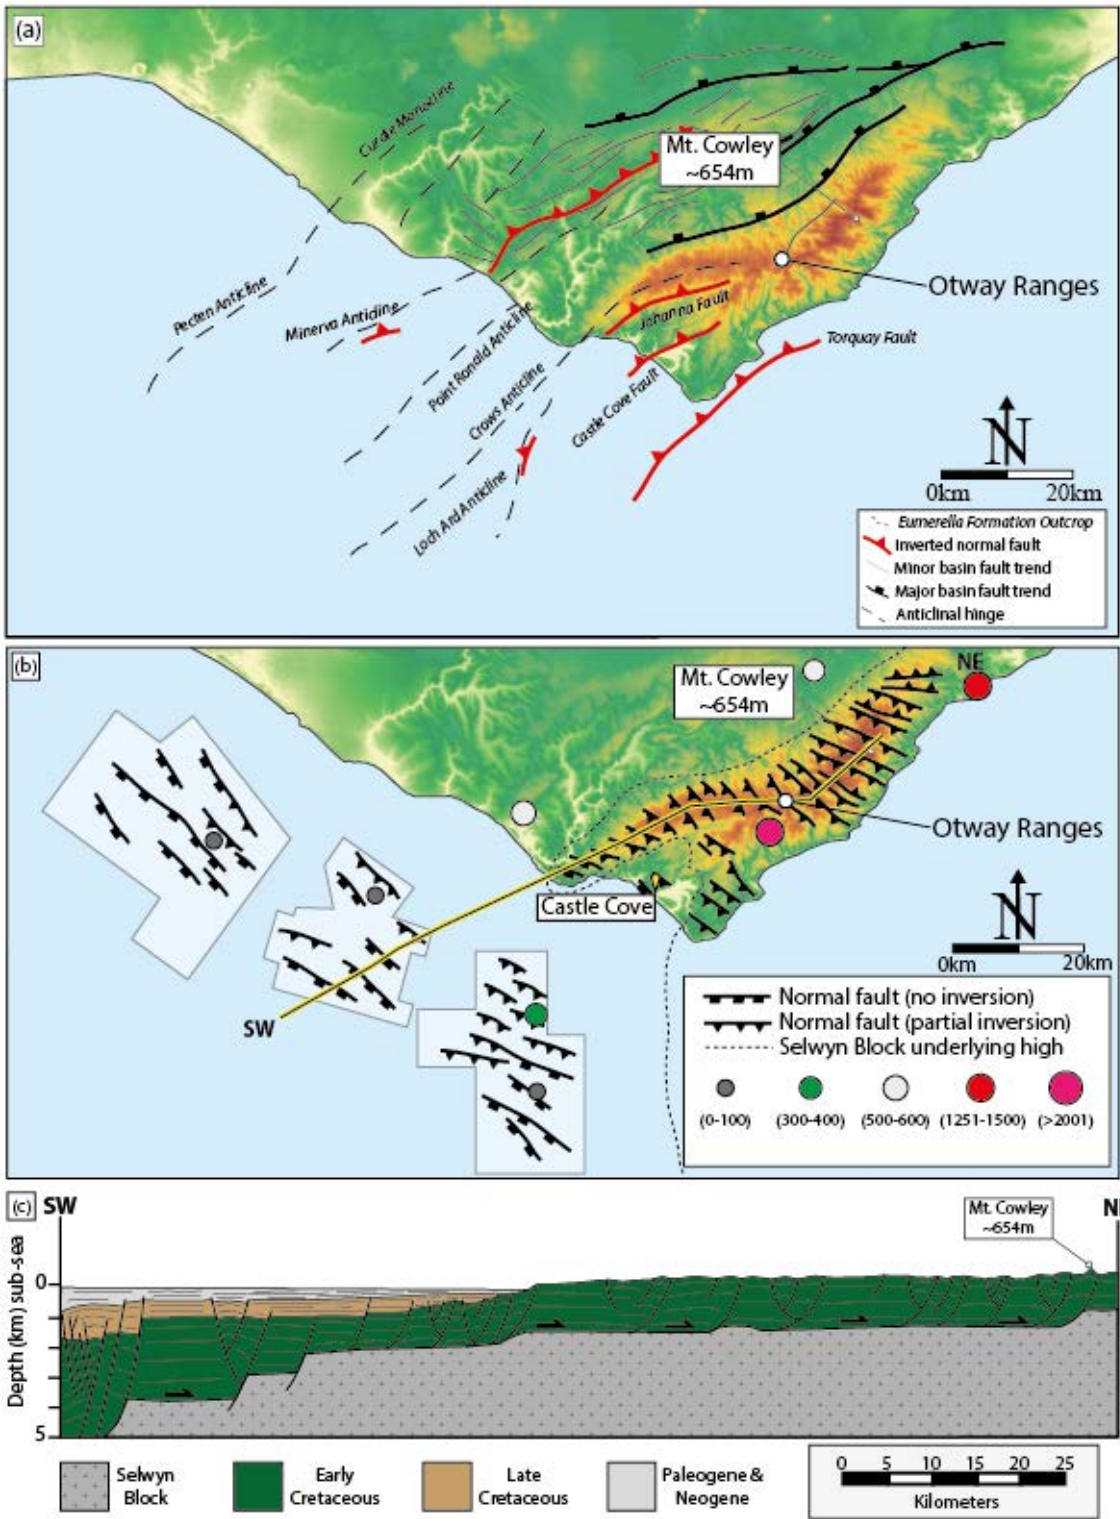 (a)
Curdie Monocline
Mt. Cowley
~654m
Otway Ranges
Pecten Anticline
Minerva Anticline
Point Ronald Anticline
Johanna Fault
Torquay Fault
Crows Anticline
Castle Cove Fault
Loch Ard Anticline
N
0km 20km
Eumerella Formation Outcrop
Inverted normal fault
Minor basin fault trend
Major basin fault trend
Anticlinal hinge
(b)
NE
Mt. Cowley
~654m
Otway Ranges
Castle Cove
SW
N
0km 20km
Normal fault (no inversion)
Normal fault (partial inversion)
Selwyn Block underlying high
(0-100) (300-400) (500-600) (1251-1500) (>2001)
(c) SW
N
Mt. Cowley
~654m
Depth (km) sub-sea
0
5
Selwyn
Block
Early
Cretaceous
Late
Cretaceous
Paleogene &
Neogene
0 5 10 15 20 25
Kilometers